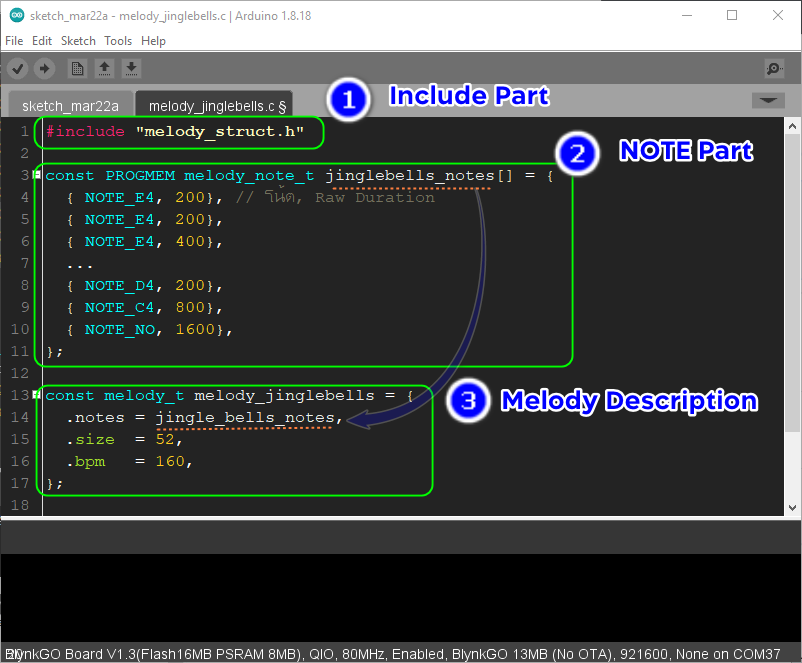 sketch_mar22a - melody_jinglebells.c | Arduino 1.8.18
File Edit Sketch Tools Help
sketch_mar22a melody_jinglebells.c §
1 Include Part
1 #include "melody_struct.h"
2 NOTE Part
2
3 const PROGMEM melody_note_t jinglebells_notes[] = {
4 { NOTE_E4, 200}, // โน้ต, Raw Duration
5 { NOTE_E4, 200},
6 { NOTE_E4, 400},
7 ...
8 { NOTE_D4, 200},
9 { NOTE_C4, 800},
10 { NOTE_NO, 1600},
11 };
12
13 const melody_t melody_jinglebells = {
3 Melody Description
14 .notes = jingle_bells_notes,
15 .size = 52,
16 .bpm = 160,
17 };
18
BlynkGO Board V1.3(Flash16MB PSRAM 8MB), QIO, 80MHz, Enabled, BlynkGO 13MB (No OTA), 921600, None on COM37